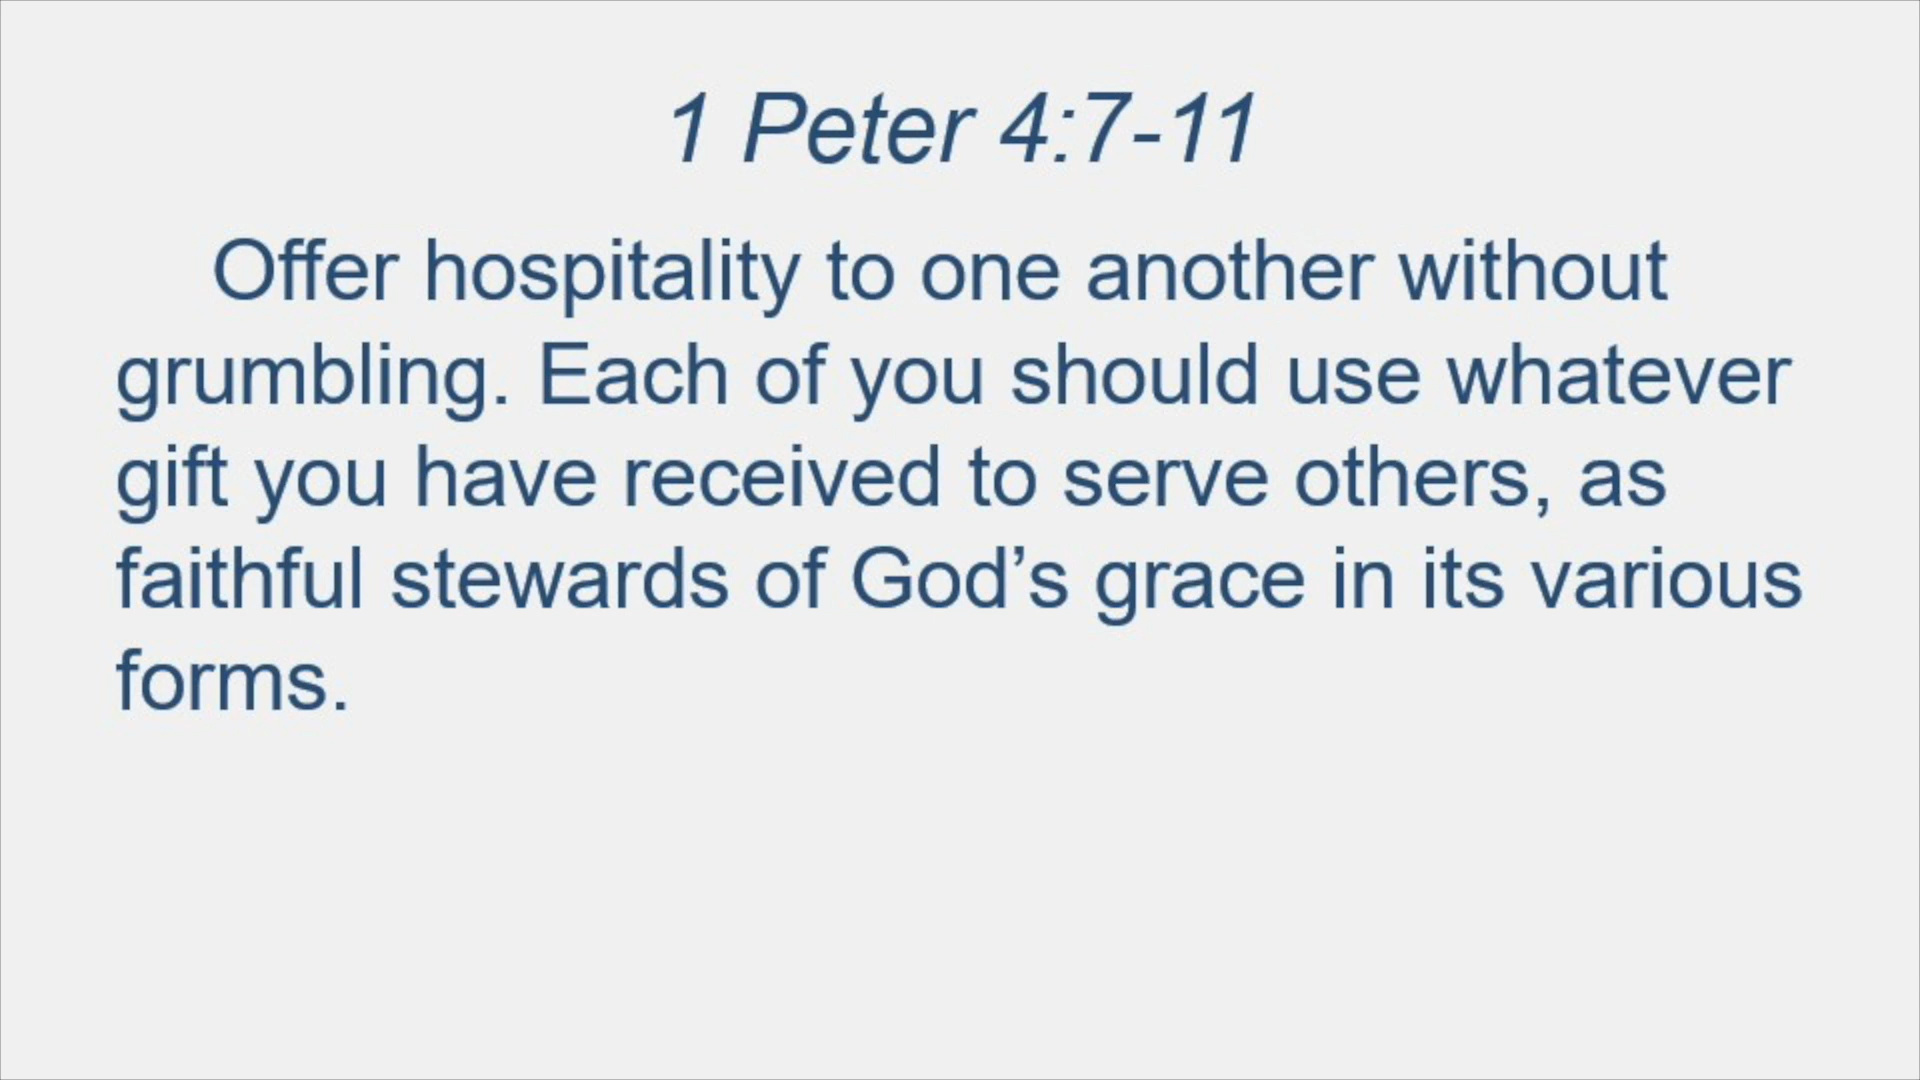 1 Peter 4:7-11
Offer hospitality to one another without
grumbling. Each of you should use whatever
gift you have received to serve others, as
faithful stewards of God’s grace in its various
forms.